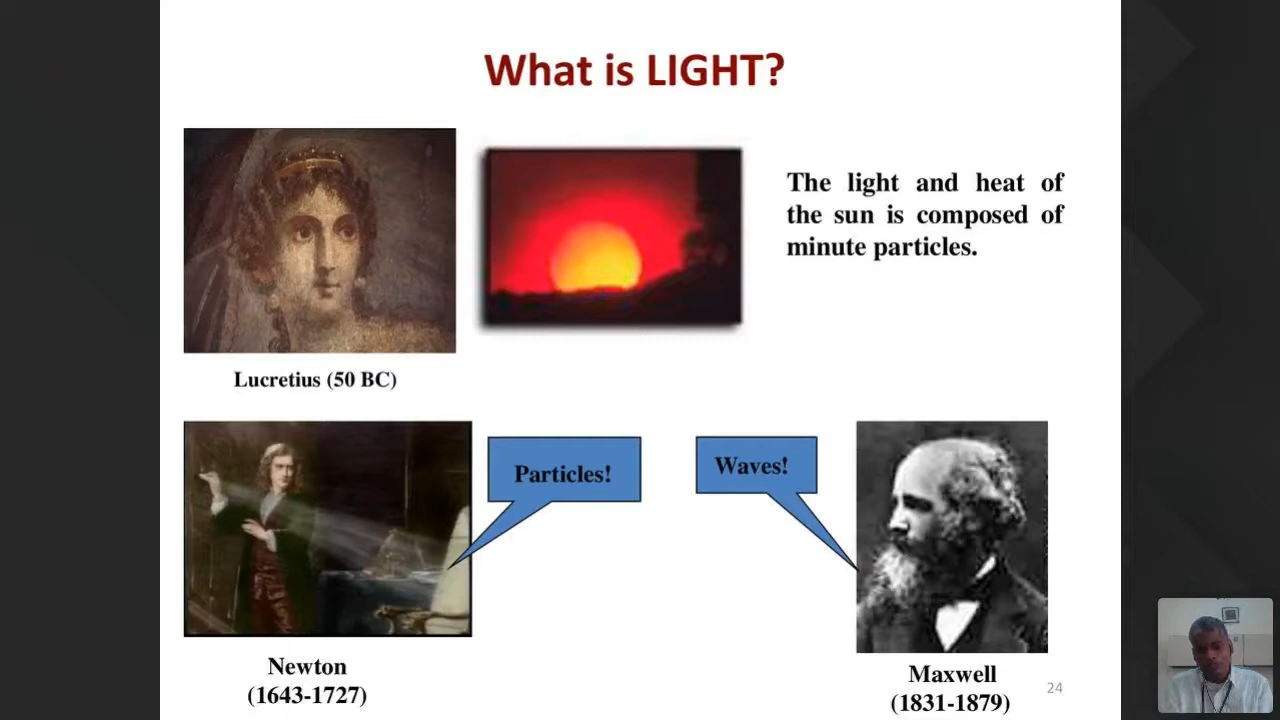 What is LIGHT?
The light and heat of
the sun is composed of
minute particles.
Lucretius (50 BC)
Particles!
Waves!
Newton
(1643-1727)
Maxwell
(1831-1879)
24